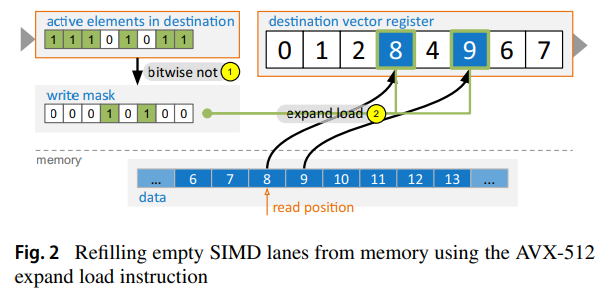 active elements in destination
1 1 1 0 1 0 1 1
bitwise not 1
write mask
0 0 0 1 0 1 0 0
destination vector register
0 1 2 8 4 9 6 7
expand load 2
memory
... 6 7 8 9 10 11 12 13 ...
data
read position
Fig. 2 Refilling empty SIMD lanes from memory using the AVX-512
expand load instruction